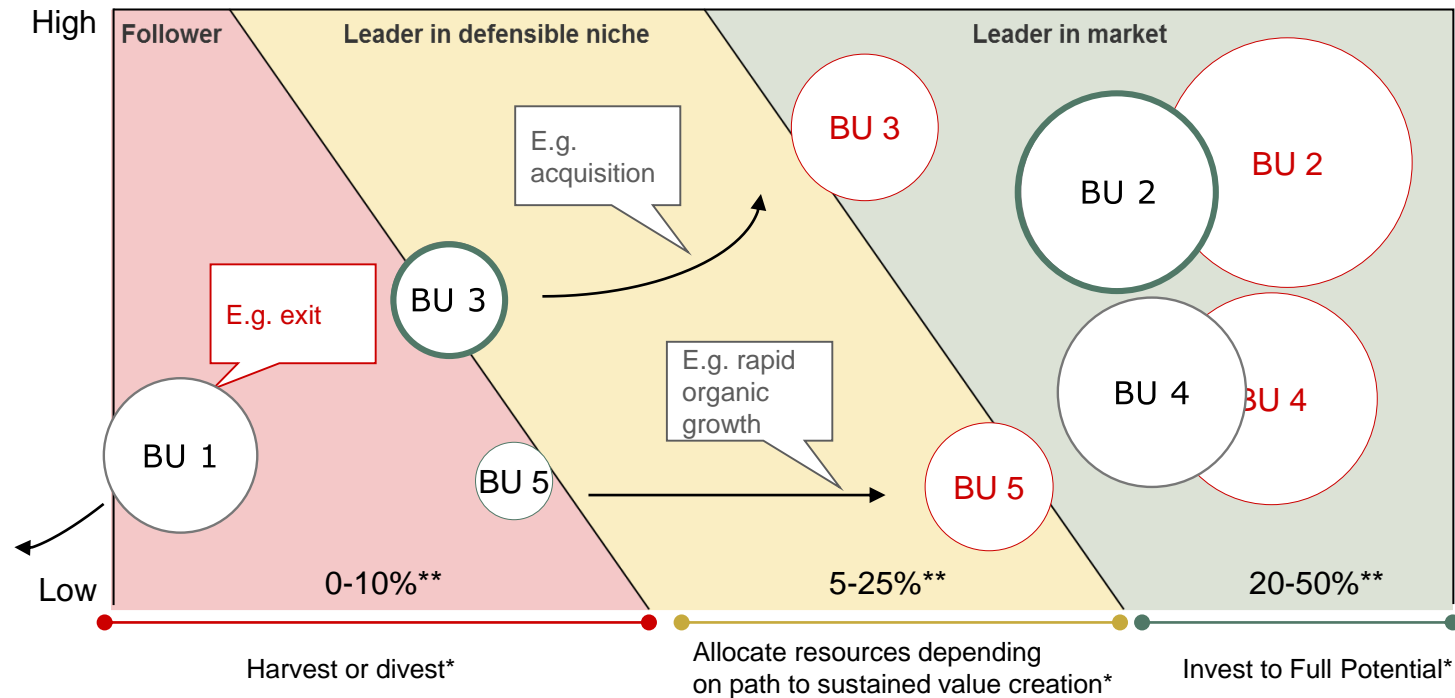 High
Follower
Leader in defensible niche
Leader in market
BU 3
BU 2
BU 2
E.g.
acquisition
BU 3
E.g. exit
E.g. rapid
organic
growth
BU 4
BU 4
BU 1
BU 5
BU 5
Low
0-10%**
5-25%**
20-50%**
Harvest or divest*
Allocate resources depending
on path to sustained value creation*
Invest to Full Potential*